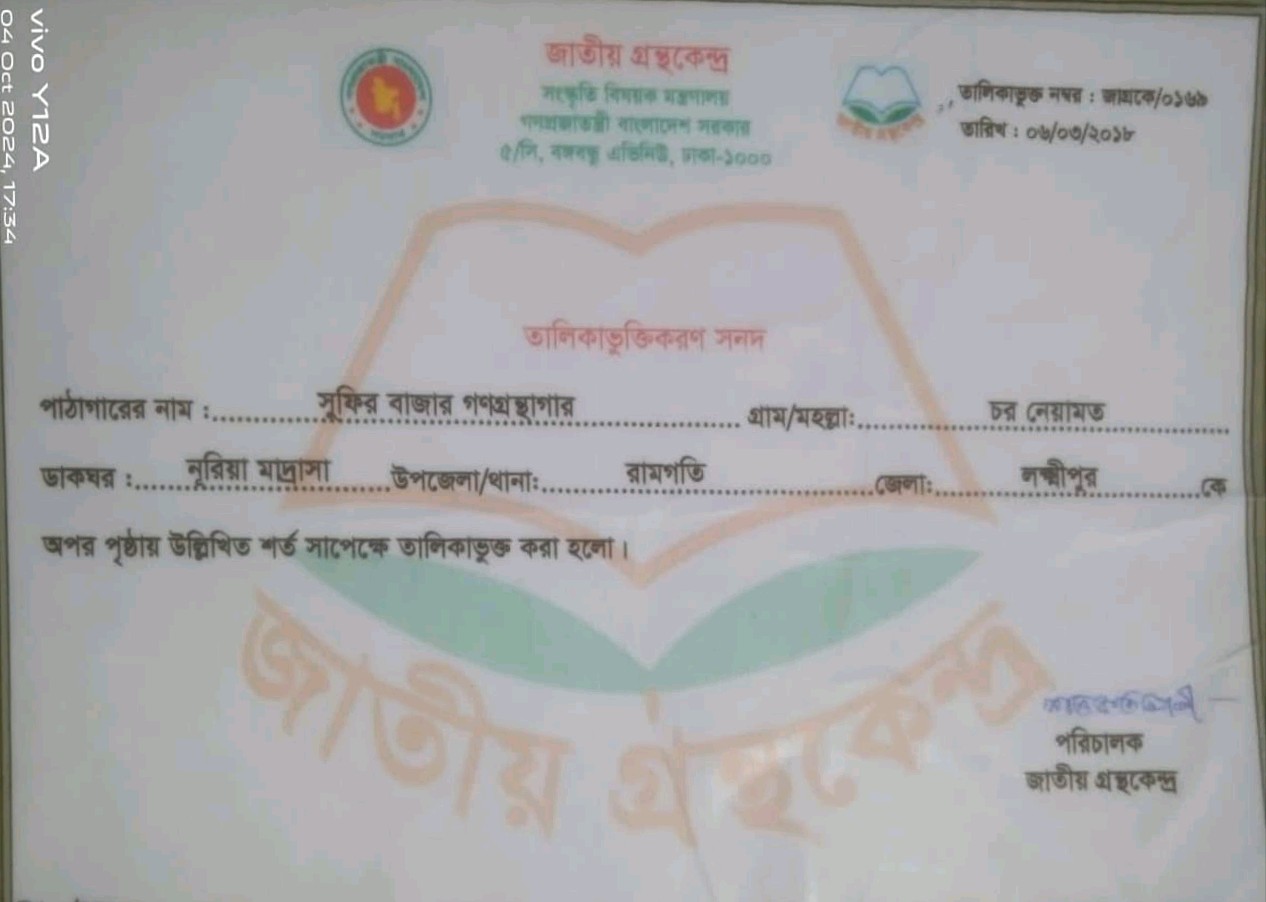 জাতীয় গ্রন্থকেন্দ্র
সংস্কৃতি বিষয়ক মন্ত্রণালয়
গণপ্রজাতন্ত্রী বাংলাদেশ সরকার
৫/সি, বঙ্গবন্ধু এভিনিউ, ঢাকা-১০০০
তালিকাভুক্ত নম্বর : জাগ্রকে/০১৬৯
তারিখ : ০৬/০৩/২০১৮
তালিকাভুক্তিকরণ সনদ
পাঠাগারের নাম : সুফির বাজার গণগ্রন্থাগার গ্রাম/মহল্লা: চর নেয়ামত
ডাকঘর : নূরিয়া মাদ্রাসা উপজেলা/থানা: রামগতি জেলা: লক্ষ্মীপুর কে
অপর পৃষ্ঠায় উল্লিখিত শর্ত সাপেক্ষে তালিকাভুক্ত করা হলো।
জাতীয় গ্রন্থকেন্দ্র
পরিচালক
জাতীয় গ্রন্থকেন্দ্র
vivo Y12A
04 Oct 2024, 17:34